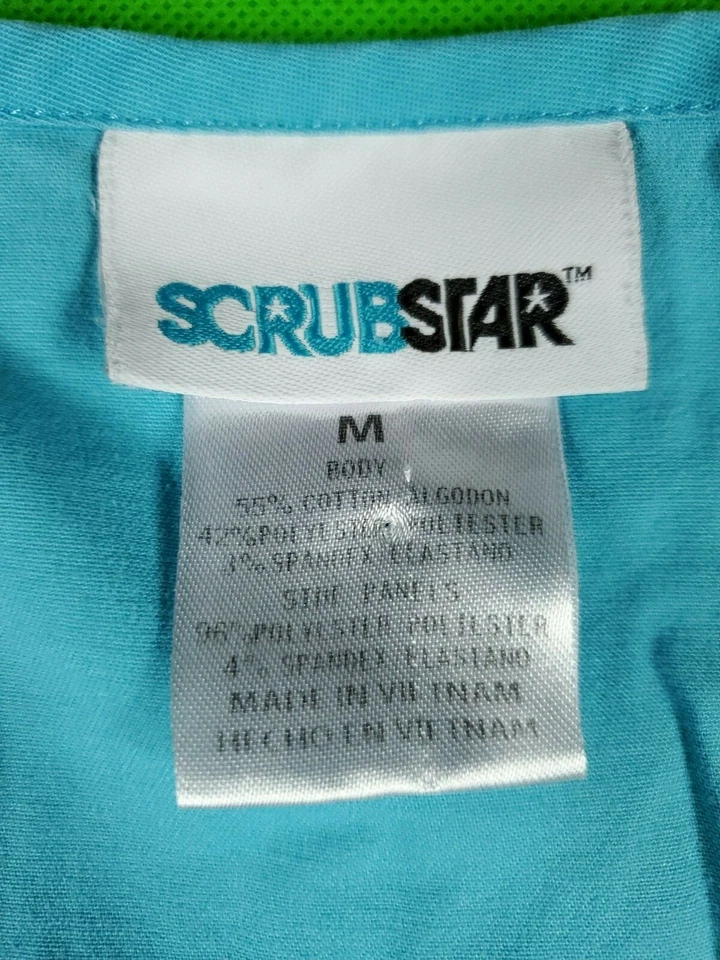 SCRUBSTAR™
M
BODY
55% COTTON ALGODON
42%POLYESTER POLIESTER
3% SPANDEX ELASTANO
SIDE PANELS
96%POLYESTER POLIESTER
4% SPANDEX ELASTANO
MADE IN VIETNAM
HECHO EN VIETNAM